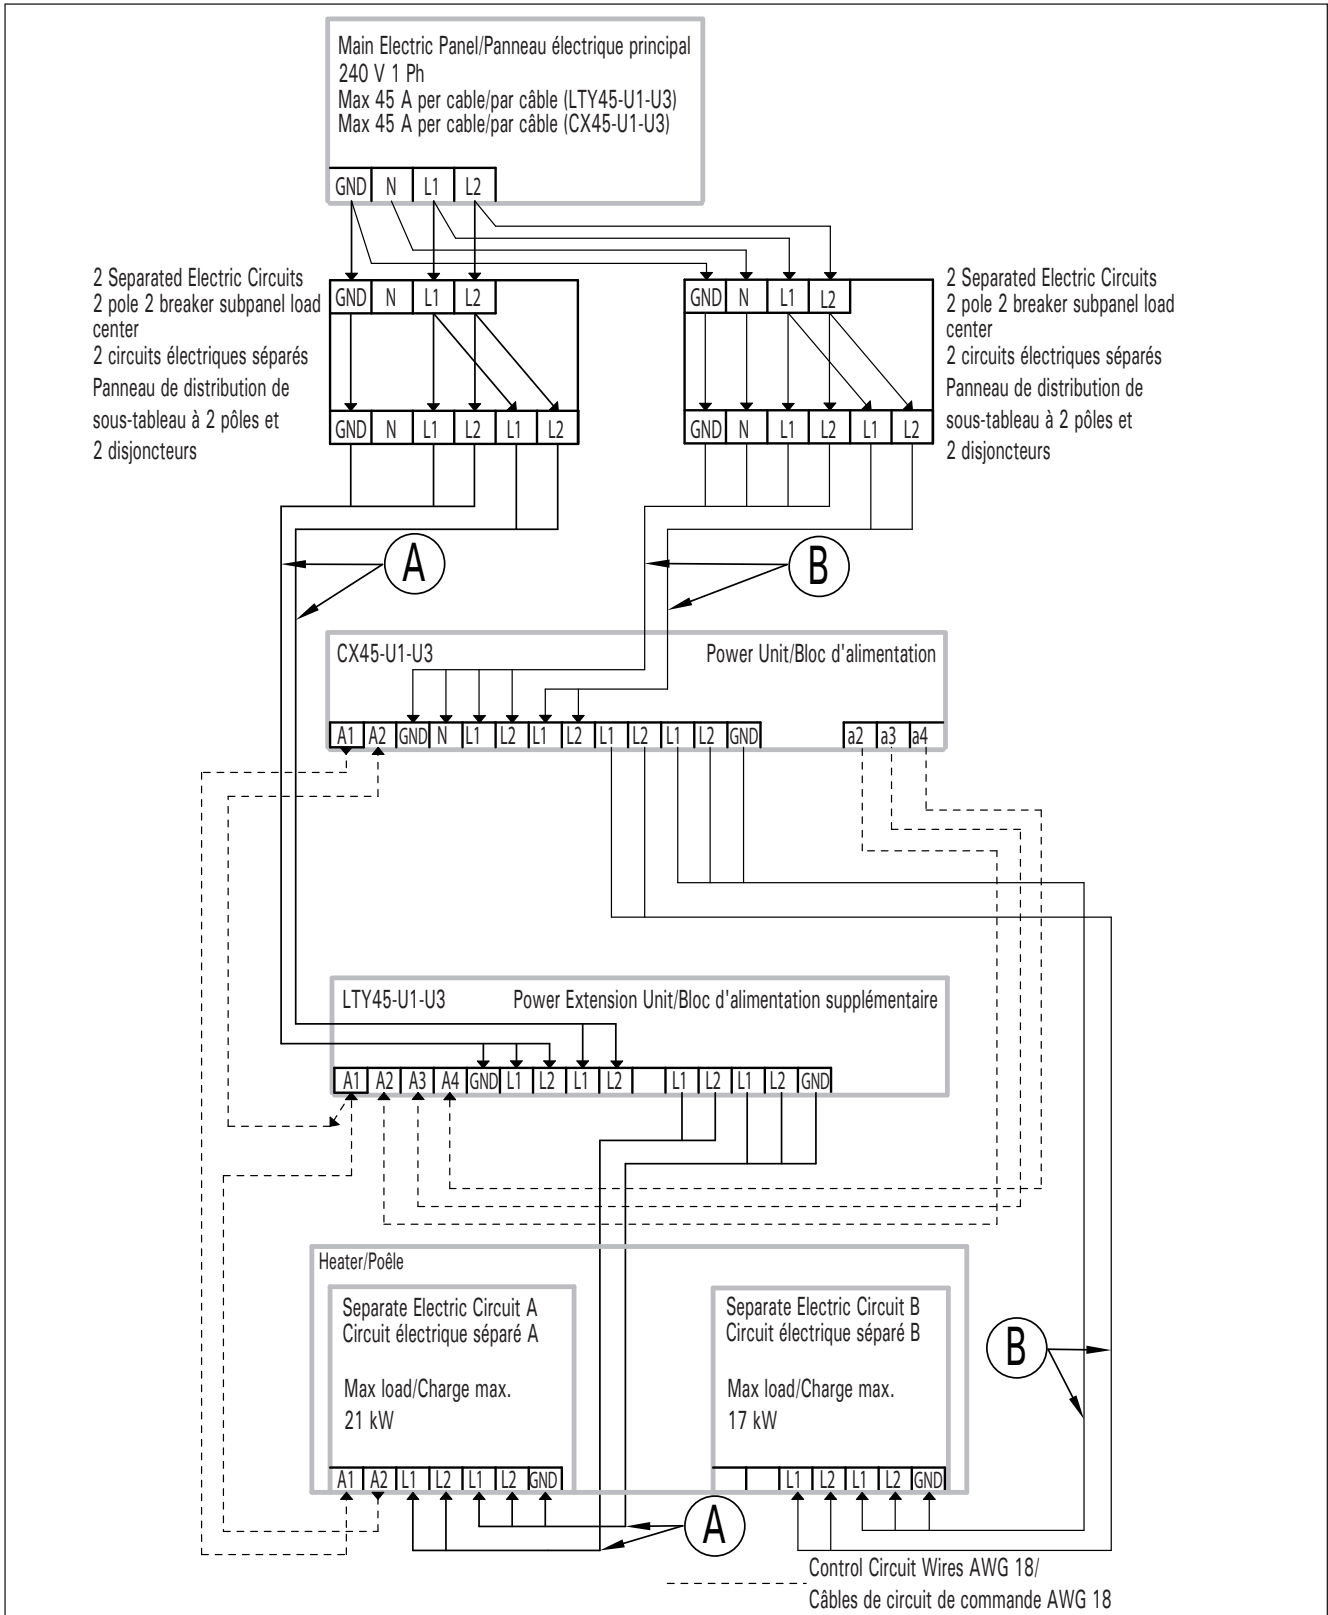 Main Electric Panel/Panneau électrique principal
240 V 1 Ph
Max 45 A per cable/par câble (LTY45-U1-U3)
Max 45 A per cable/par câble (CX45-U1-U3)
GND N L1 L2
2 Separated Electric Circuits
2 pole 2 breaker subpanel load
center
2 circuits électriques séparés
Panneau de distribution de
sous-tableau à 2 pôles et
2 disjoncteurs
GND N L1 L2
GND N L1 L2 L1 L2
GND N L1 L2
GND N L1 L2 L1 L2
2 Separated Electric Circuits
2 pole 2 breaker subpanel load
center
2 circuits électriques séparés
Panneau de distribution de
sous-tableau à 2 pôles et
2 disjoncteurs
A
B
CX45-U1-U3 Power Unit/Bloc d'alimentation
A1 A2 GND N L1 L2 L1 L2 L1 L2 L1 L2 GND a2 a3 a4
LTY45-U1-U3 Power Extension Unit/Bloc d'alimentation supplémentaire
A1 A2 A3 A4 GND L1 L2 L1 L2 L1 L2 L1 L2 GND
Heater/Poêle
Separate Electric Circuit A
Circuit électrique séparé A
Max load/Charge max.
21 kW
A1 A2 L1 L2 L1 L2 GND
Separate Electric Circuit B
Circuit électrique séparé B
Max load/Charge max.
17 kW
L1 L2 L1 L2 GND
B
A
Control Circuit Wires AWG 18/
Câbles de circuit de commande AWG 18